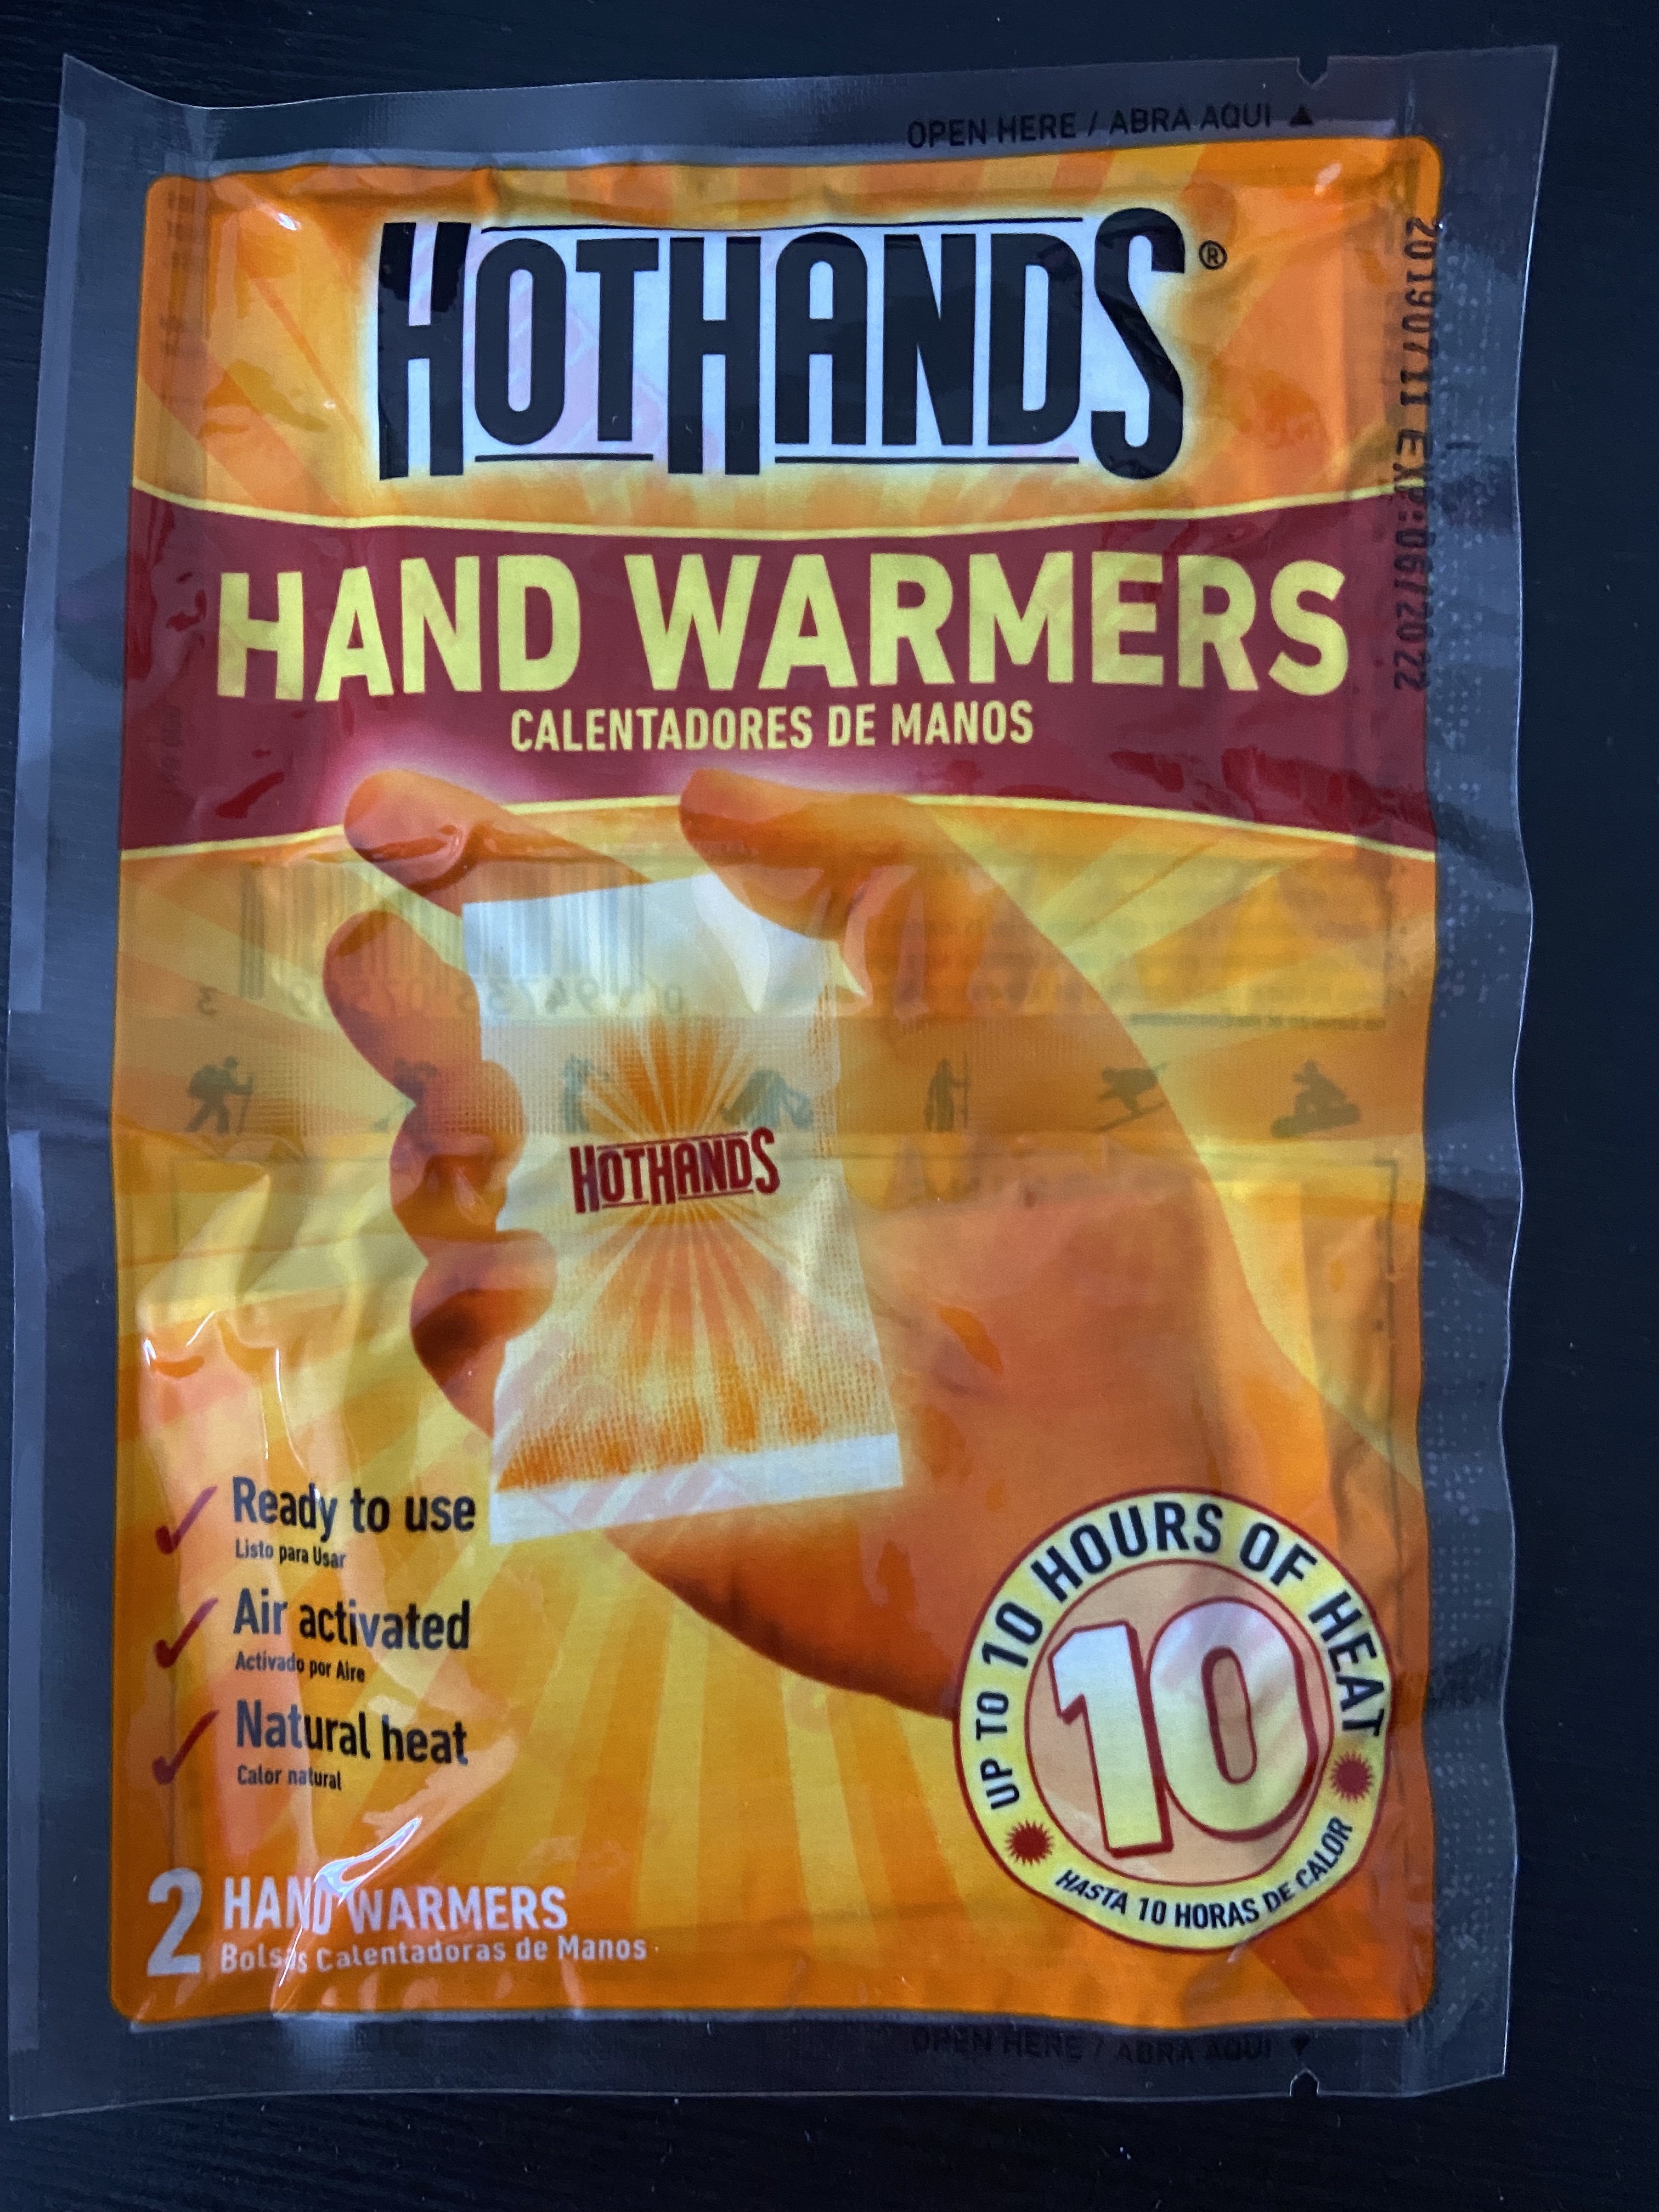 OPEN HERE / ABRA AQUI ▲
HOTHANDS®
20190711 EXP:06/2022
HAND WARMERS
CALENTADORES DE MANOS
HOTHANDS
Ready to use
Listo para Usar
Air activated
Activado por Aire
Natural heat
Calor natural
UP TO 10 HOURS OF HEAT
10
HASTA 10 HORAS DE CALOR
2 HAND WARMERS
Bolsas Calentadoras de Manos
OPEN HERE / ABRA AQUI ▼